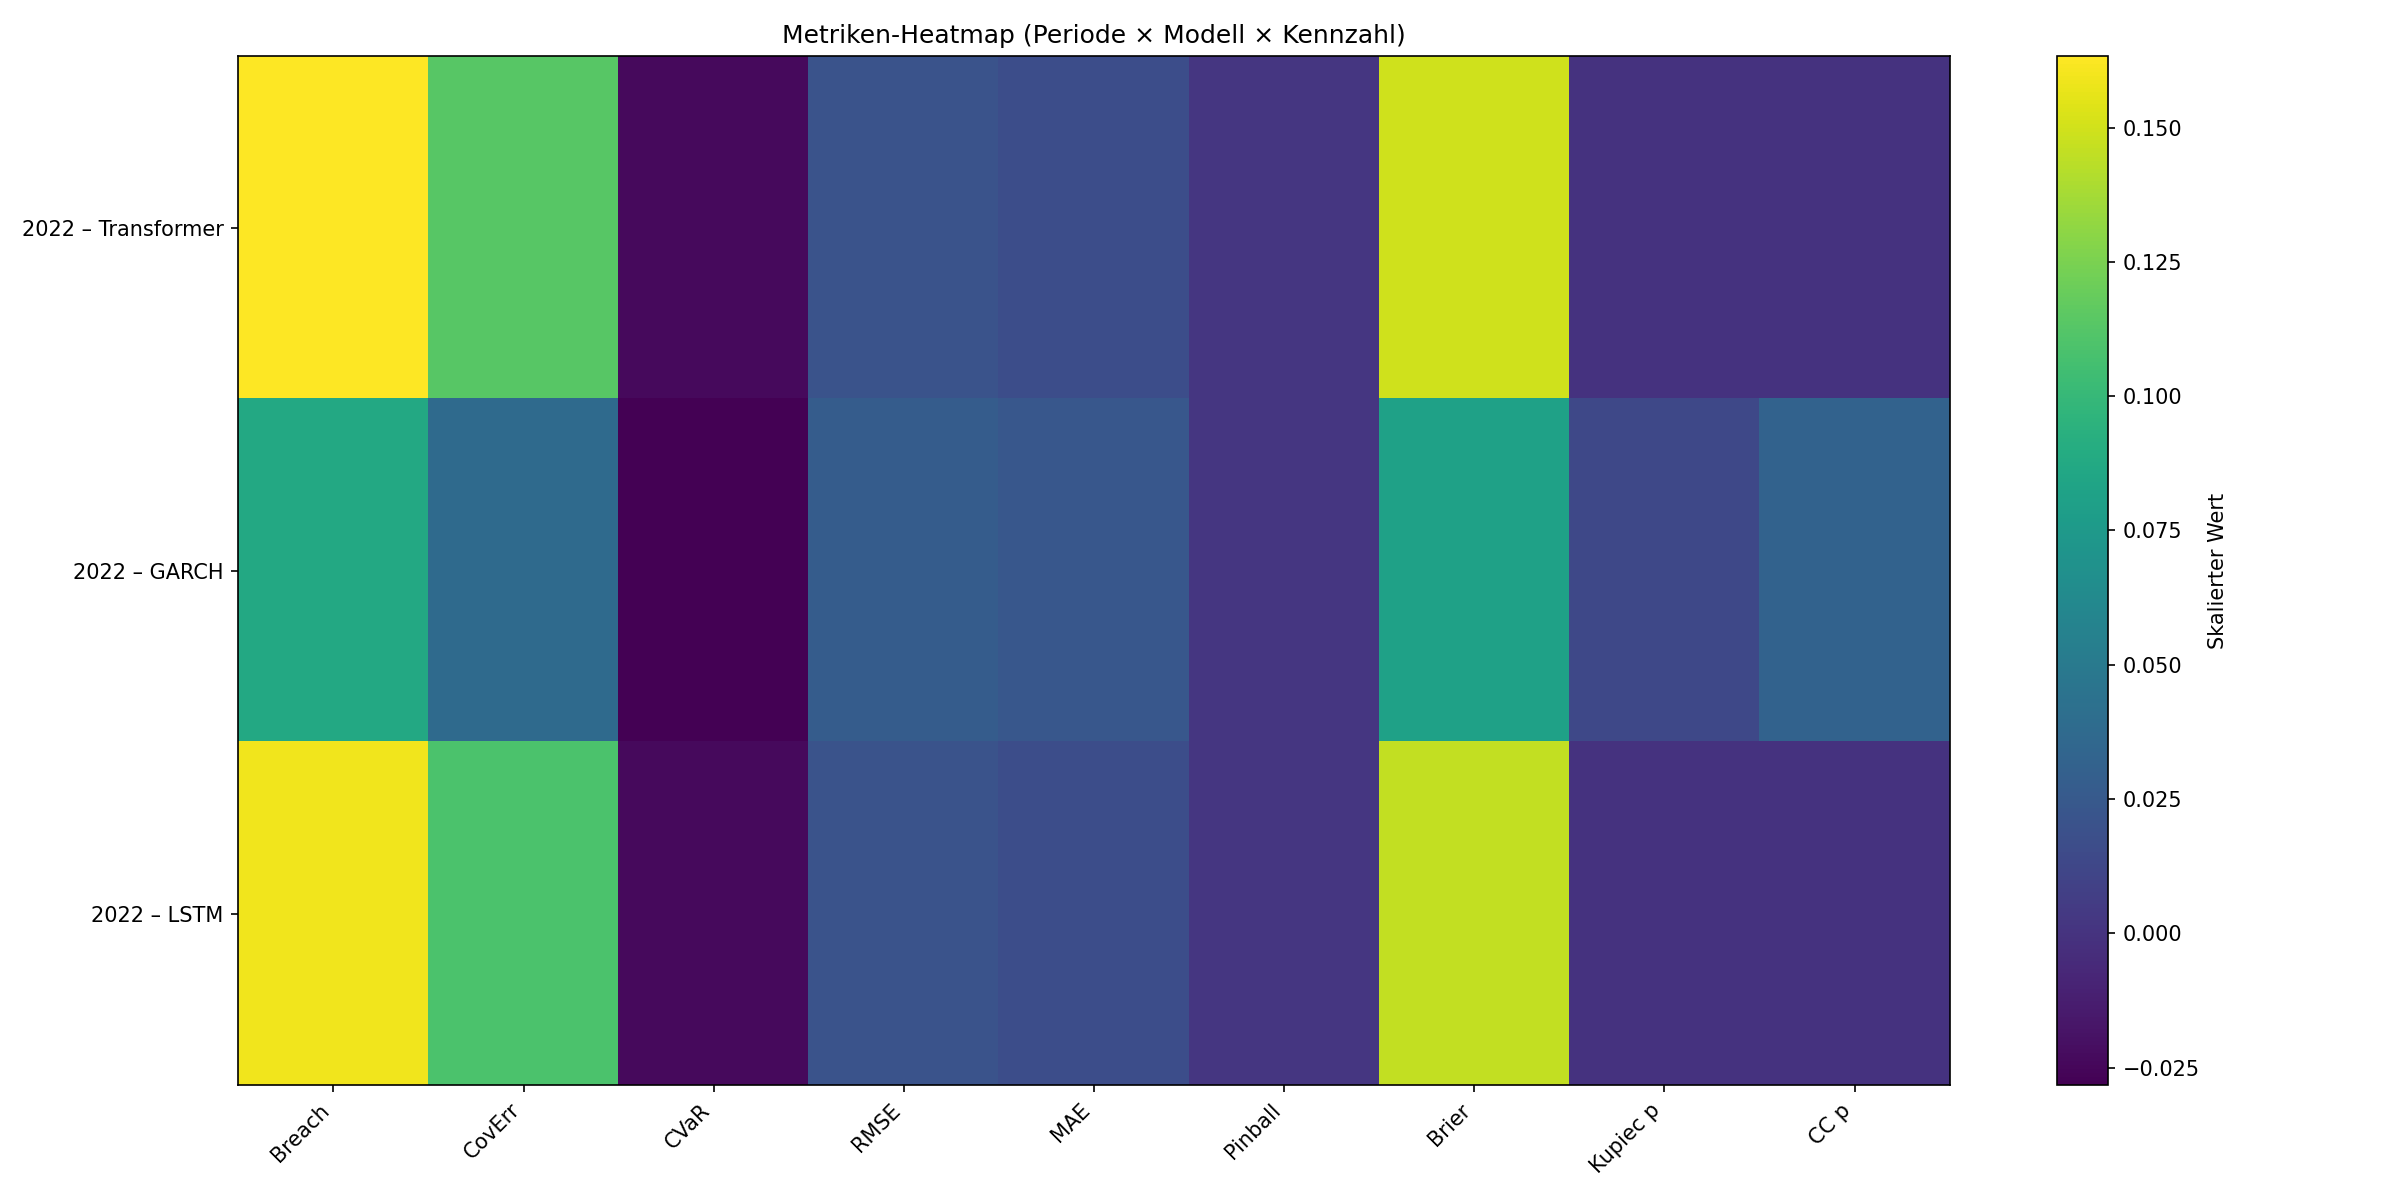 Metriken-Heatmap (Periode × Modell × Kennzahl)
2022 – Transformer
2022 – GARCH
2022 – LSTM
Breach
CovErr
CVaR
RMSE
MAE
Pinball
Brier
Kupiec p
CC p
0.150
0.125
0.100
0.075
0.050
0.025
0.000
−0.025
Skalierter Wert